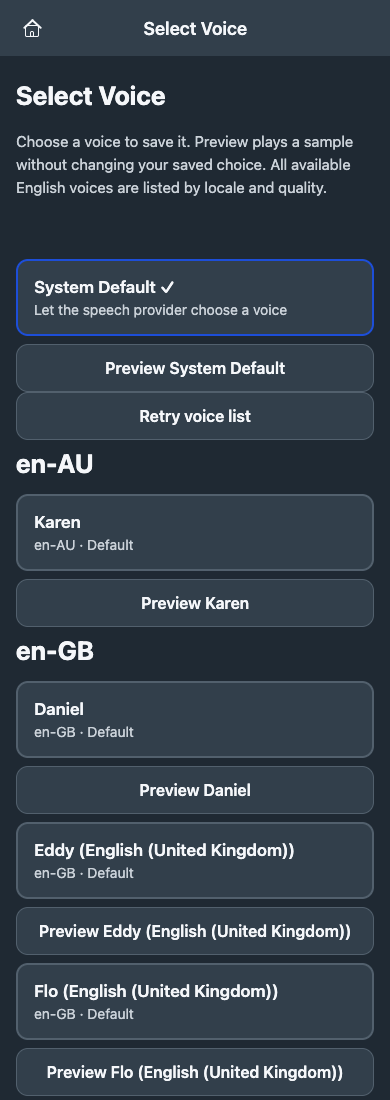 Select Voice
Select Voice
Choose a voice to save it. Preview plays a sample
without changing your saved choice. All available
English voices are listed by locale and quality.
System Default ✓
Let the speech provider choose a voice
Preview System Default
Retry voice list
en-AU
Karen
en-AU · Default
Preview Karen
en-GB
Daniel
en-GB · Default
Preview Daniel
Eddy (English (United Kingdom))
en-GB · Default
Preview Eddy (English (United Kingdom))
Flo (English (United Kingdom))
en-GB · Default
Preview Flo (English (United Kingdom))